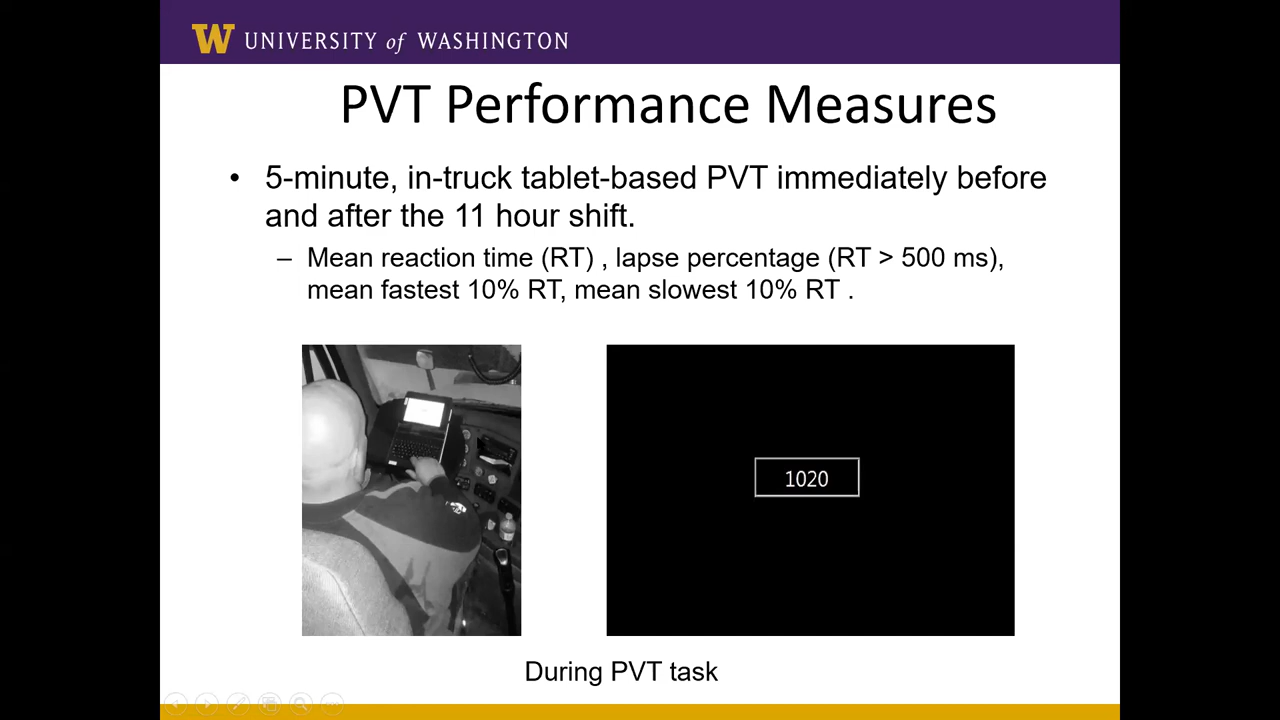 W UNIVERSITY of WASHINGTON
PVT Performance Measures
• 5-minute, in-truck tablet-based PVT immediately before
and after the 11 hour shift.
– Mean reaction time (RT) , lapse percentage (RT > 500 ms),
mean fastest 10% RT, mean slowest 10% RT .
1020
During PVT task